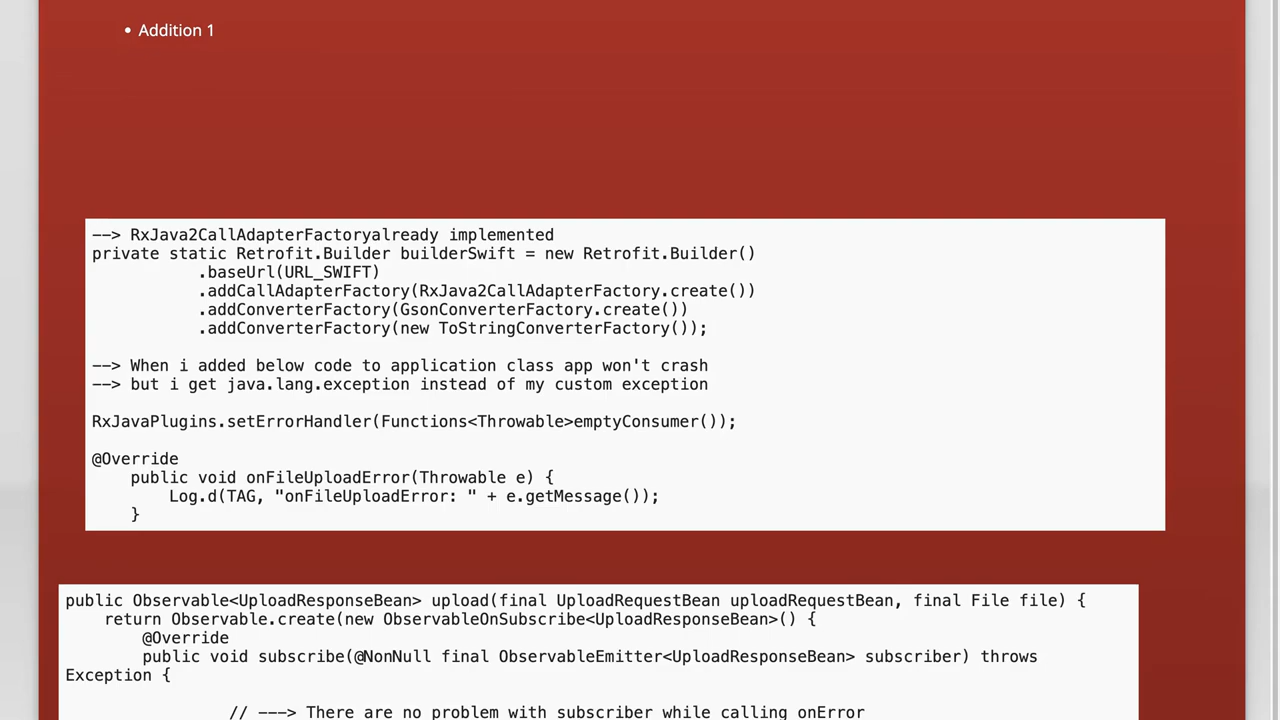 • Addition 1
--> RxJava2CallAdapterFactoryalready implemented
private static Retrofit.Builder builderSwift = new Retrofit.Builder()
           .baseUrl(URL_SWIFT)
           .addCallAdapterFactory(RxJava2CallAdapterFactory.create())
           .addConverterFactory(GsonConverterFactory.create())
           .addConverterFactory(new ToStringConverterFactory());
--> When i added below code to application class app won't crash
--> but i get java.lang.exception instead of my custom exception
RxJavaPlugins.setErrorHandler(Functions<Throwable>emptyConsumer());
@Override
    public void onFileUploadError(Throwable e) {
        Log.d(TAG, "onFileUploadError: " + e.getMessage());
    }
public Observable<UploadResponseBean> upload(final UploadRequestBean uploadRequestBean, final File file) {
    return Observable.create(new ObservableOnSubscribe<UploadResponseBean>() {
        @Override
        public void subscribe(@NonNull final ObservableEmitter<UploadResponseBean> subscriber) throws
Exception {
                 // ---> There are no problem with subscriber while calling onError